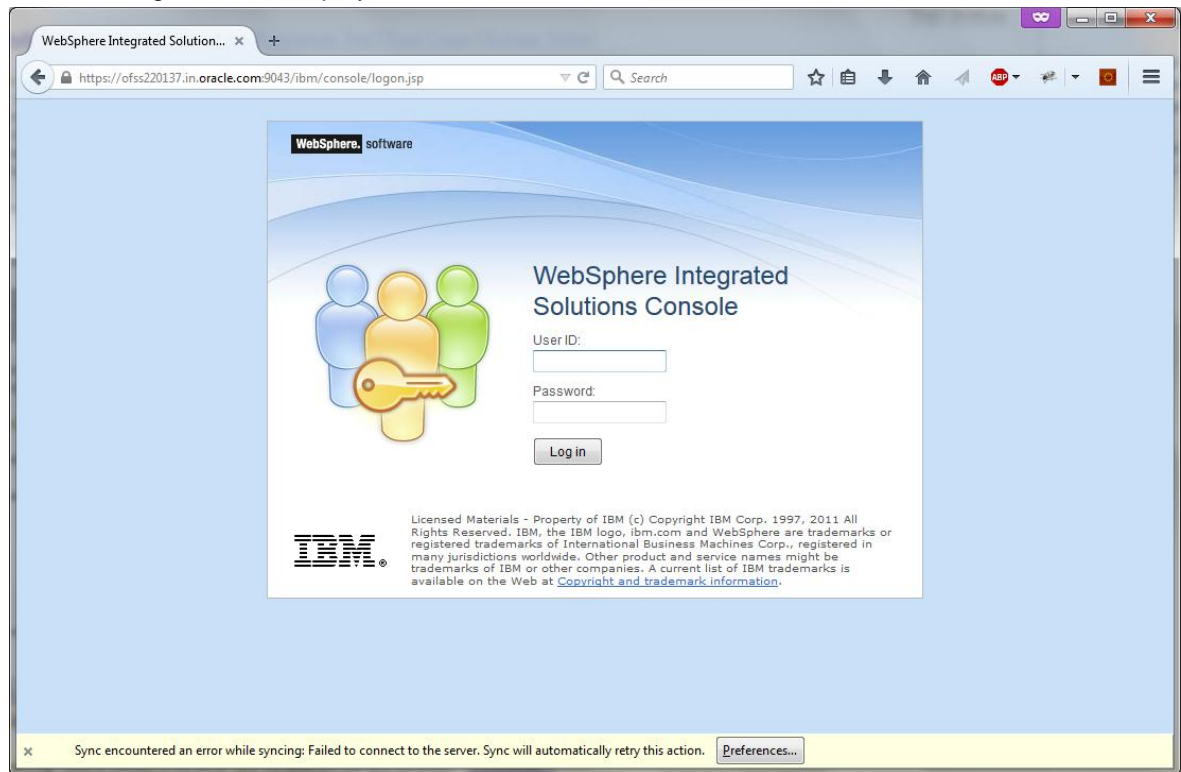 WebSphere Integrated Solution...
https://ofss220137.in.oracle.com:9043/ibm/console/logon.jsp
Search
ABP
WebSphere. software
WebSphere Integrated
Solutions Console
User ID:
Password:
Log in
IBM®
Licensed Materials - Property of IBM (c) Copyright IBM Corp. 1997, 2011 All
Rights Reserved. IBM, the IBM logo, ibm.com and WebSphere are trademarks or
registered trademarks of International Business Machines Corp., registered in
many jurisdictions worldwide. Other product and service names might be
trademarks of IBM or other companies. A current list of IBM trademarks is
available on the Web at Copyright and trademark information.
Sync encountered an error while syncing: Failed to connect to the server. Sync will automatically retry this action. Preferences...